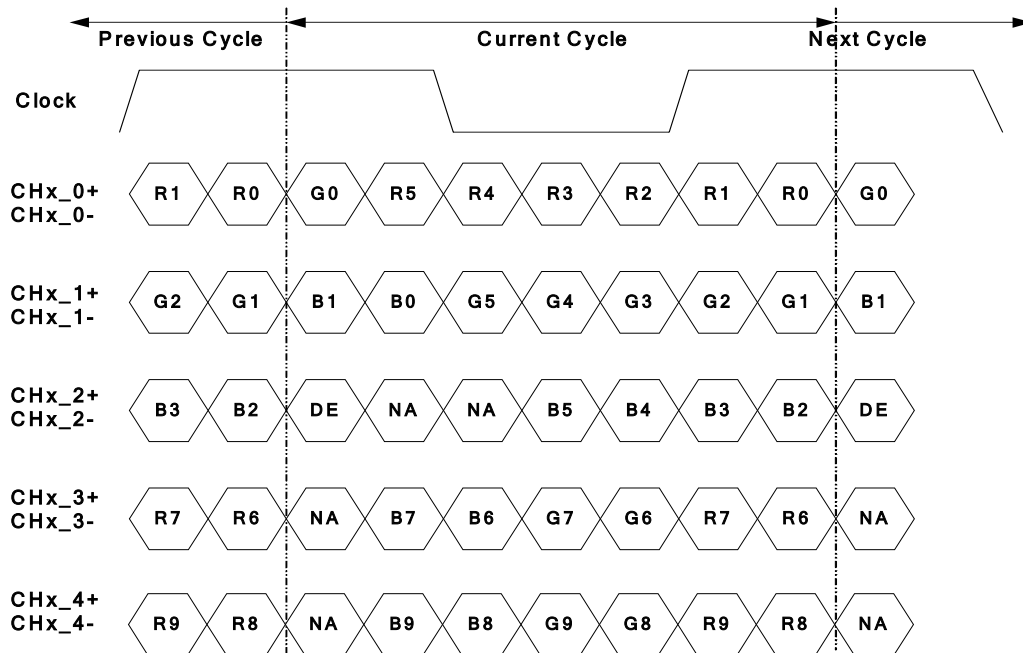 Previous Cycle Current Cycle Next Cycle
Clock
CHx_0+ R1 R0 G0 R5 R4 R3 R2 R1 R0 G0
CHx_0-
CHx_1+ G2 G1 B1 B0 G5 G4 G3 G2 G1 B1
CHx_1-
CHx_2+ B3 B2 DE NA NA B5 B4 B3 B2 DE
CHx_2-
CHx_3+ R7 R6 NA B7 B6 G7 G6 R7 R6 NA
CHx_3-
CHx_4+ R9 R8 NA B9 B8 G9 G8 R9 R8 NA
CHx_4-